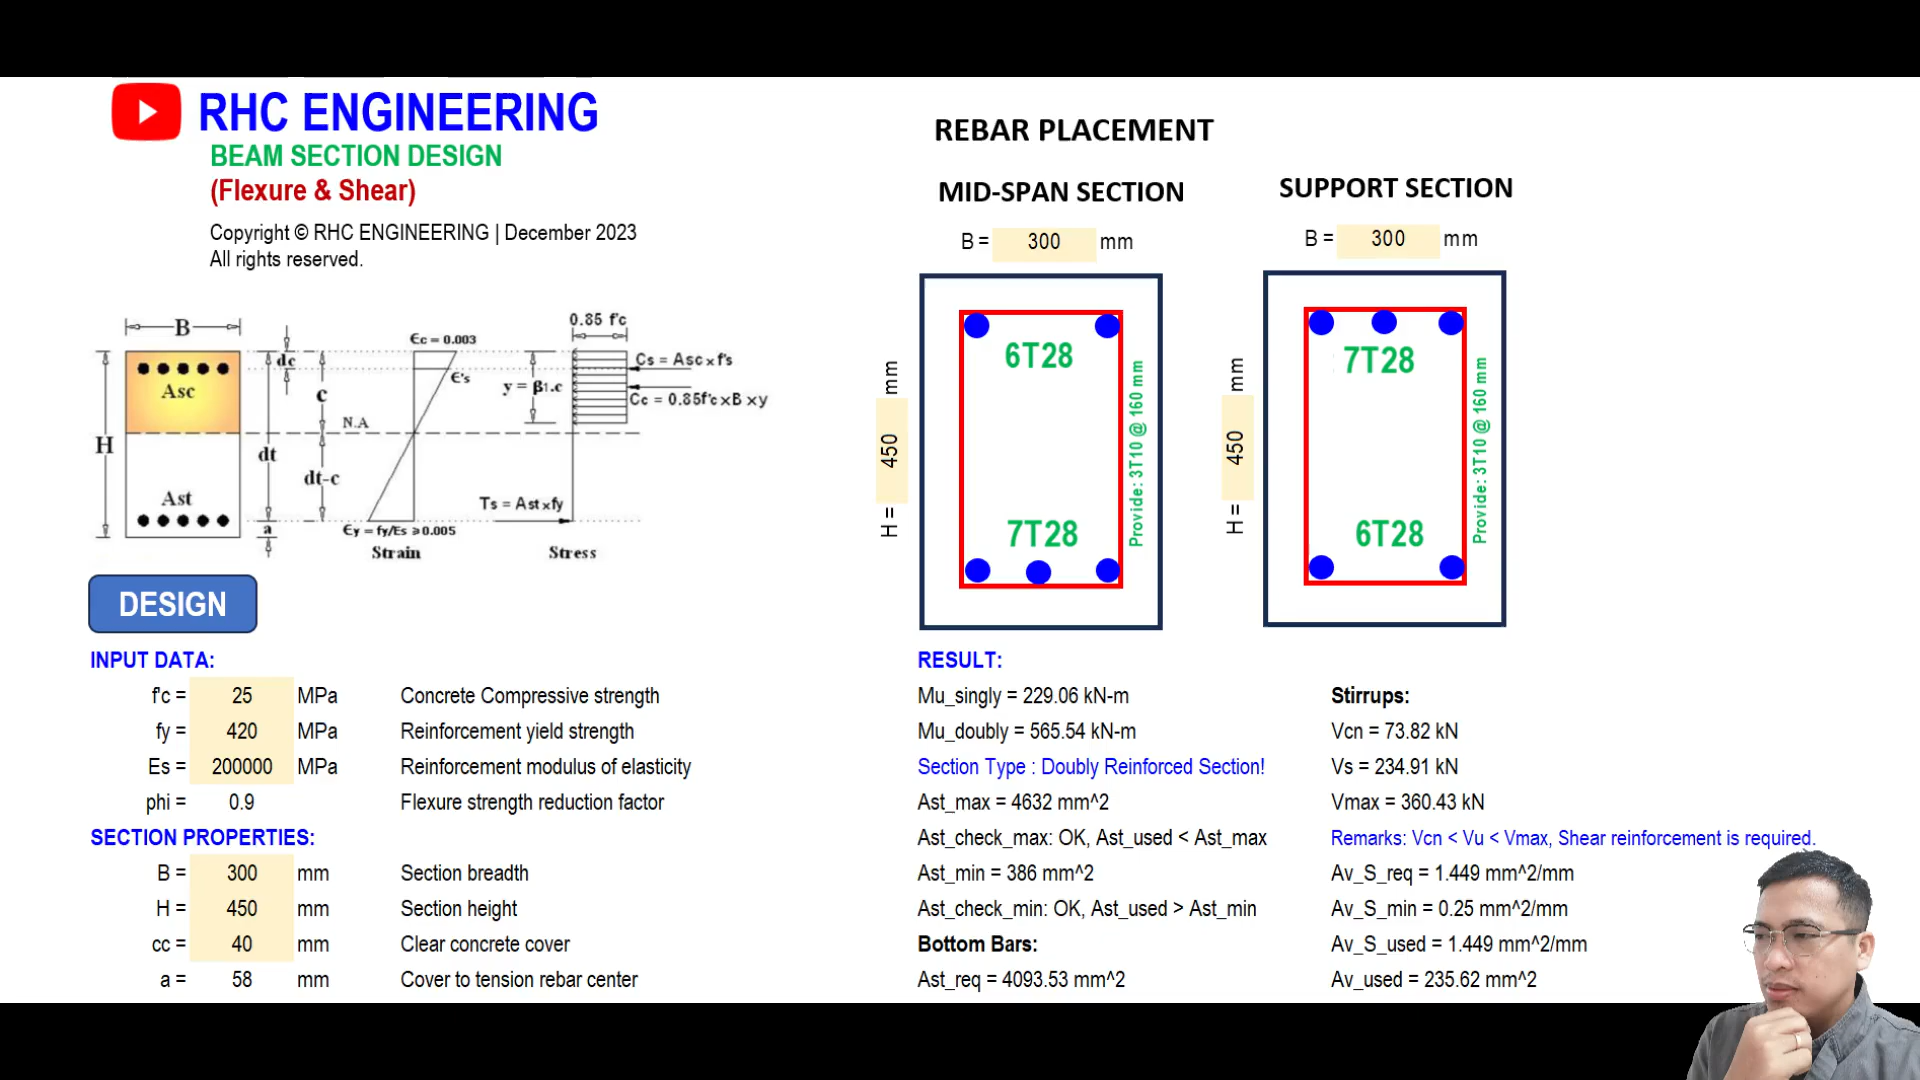 RHC ENGINEERING
BEAM SECTION DESIGN
(Flexure & Shear)
Copyright © RHC ENGINEERING | December 2023
All rights reserved.
B
H
Asc
Ast
dc
dt
a
c
dt-c
N.A
Єc = 0.003
Є's
Єy = fy/Es ⩾0.005
Strain
0.85 f'c
y = β1.c
Cs = Asc x f's
Cc = 0.85f'c x B x y
Ts = Ast x fy
Stress
DESIGN
INPUT DATA:
f'c = 25 MPa Concrete Compressive strength
fy = 420 MPa Reinforcement yield strength
Es = 200000 MPa Reinforcement modulus of elasticity
phi = 0.9 Flexure strength reduction factor
SECTION PROPERTIES:
B = 300 mm Section breadth
H = 450 mm Section height
cc = 40 mm Clear concrete cover
a = 58 mm Cover to tension rebar center
REBAR PLACEMENT
MID-SPAN SECTION
B = 300 mm
H = 450 mm
6T28
7T28
Provide: 3T10 @ 160 mm
SUPPORT SECTION
B = 300 mm
H = 450 mm
7T28
6T28
Provide: 3T10 @ 160 mm
RESULT:
Mu_singly = 229.06 kN-m
Mu_doubly = 565.54 kN-m
Section Type : Doubly Reinforced Section!
Ast_max = 4632 mm^2
Ast_check_max: OK, Ast_used < Ast_max
Ast_min = 386 mm^2
Ast_check_min: OK, Ast_used > Ast_min
Bottom Bars:
Ast_req = 4093.53 mm^2
Stirrups:
Vcn = 73.82 kN
Vs = 234.91 kN
Vmax = 360.43 kN
Remarks: Vcn < Vu < Vmax, Shear reinforcement is required.
Av_S_req = 1.449 mm^2/mm
Av_S_min = 0.25 mm^2/mm
Av_S_used = 1.449 mm^2/mm
Av_used = 235.62 mm^2